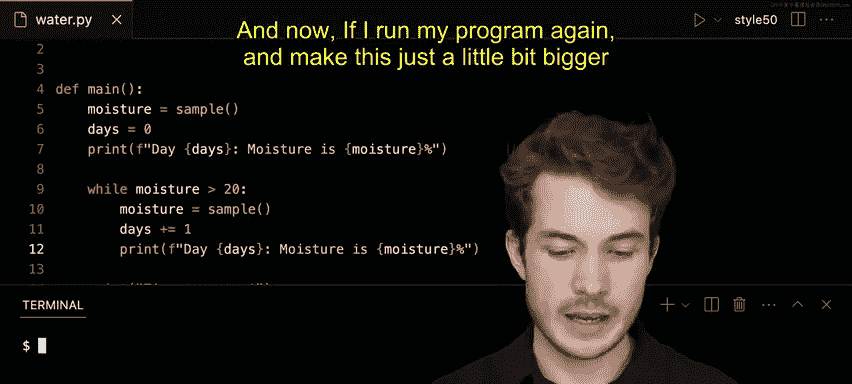 water.py
style50
And now, If I run my program again,
and make this just a little bit bigger
2
3
4 def main():
5 moisture = sample()
6 days = 0
7 print(f"Day {days}: Moisture is {moisture}%")
8
9 while moisture > 20:
10 moisture = sample()
11 days += 1
12 print(f"Day {days}: Moisture is {moisture}%")
13
TERMINAL
$